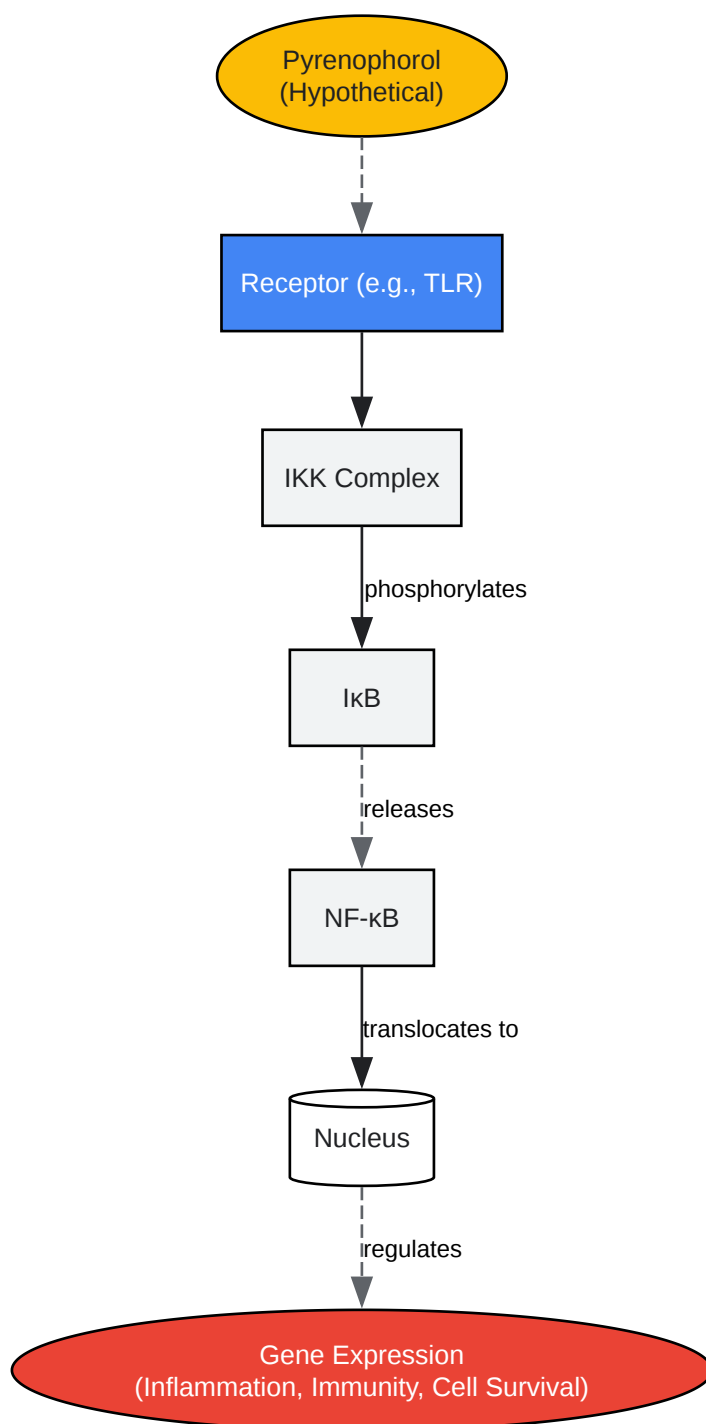 Pyrenophorol
(Hypothetical)
Receptor (e.g., TLR)
IKK Complex
phosphorylates
IκB
releases
NF-κB
translocates to
Nucleus
regulates
Gene Expression
(Inflammation, Immunity, Cell Survival)